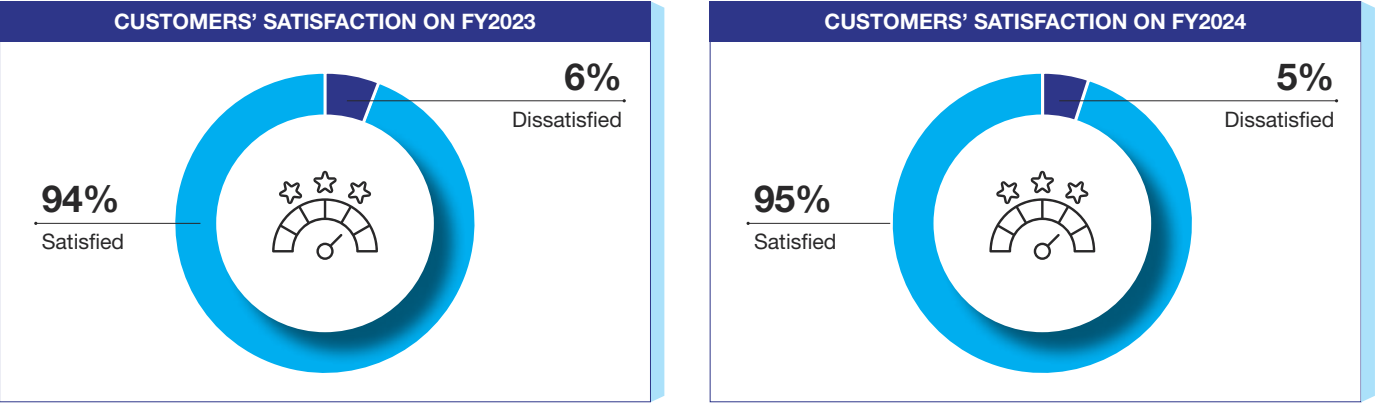 CUSTOMERS’ SATISFACTION ON FY2023
6%
Dissatisfied
94%
Satisfied
CUSTOMERS’ SATISFACTION ON FY2024
5%
Dissatisfied
95%
Satisfied